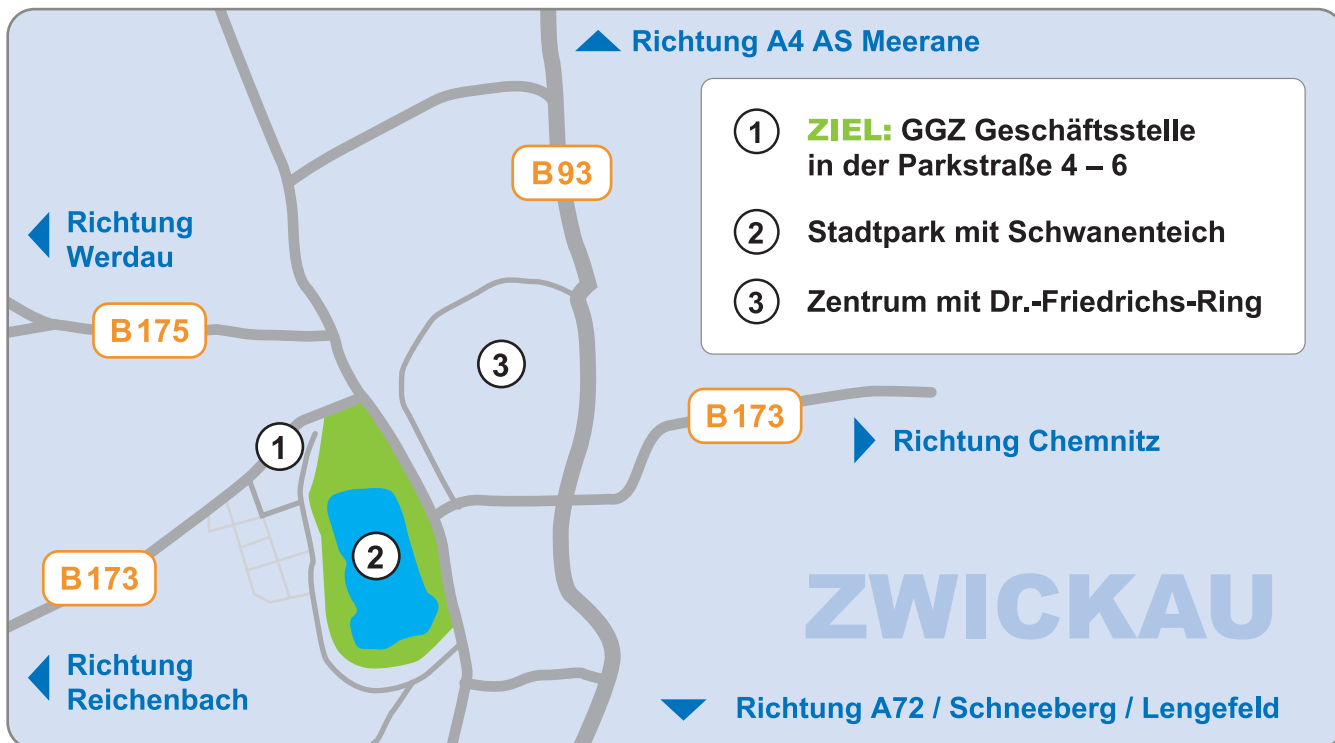 Richtung A4 AS Meerane
1 ZIEL: GGZ Geschäftsstelle
in der Parkstraße 4 – 6
2 Stadtpark mit Schwanenteich
3 Zentrum mit Dr.-Friedrichs-Ring
B 93
Richtung
Werdau
B 175
3
B 173
Richtung Chemnitz
1
2
B 173
ZWICKAU
Richtung
Reichenbach
Richtung A72 / Schneeberg / Lengefeld